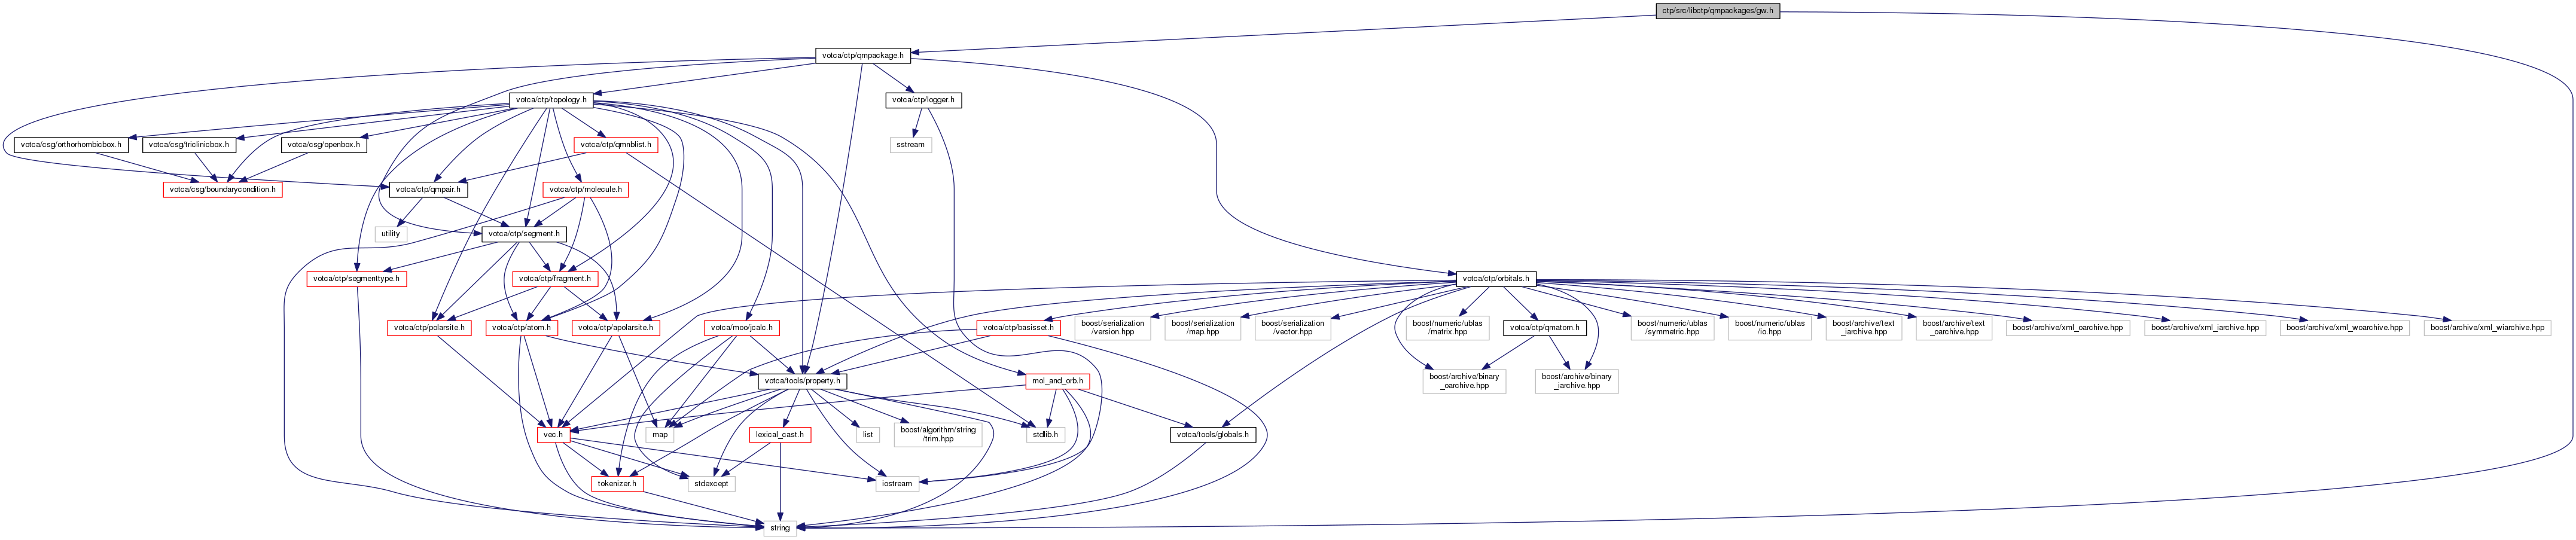 ctp/src/libctp/qmpackages/gw.h
votca/ctp/qmpackage.h
votca/ctp/topology.h
votca/ctp/logger.h
votca/csg/orthorhombicbox.h
votca/csg/triclinicbox.h
votca/csg/openbox.h
votca/ctp/qmnblist.h
sstream
votca/csg/boundarycondition.h
votca/ctp/qmpair.h
votca/ctp/molecule.h
utility
votca/ctp/segment.h
votca/ctp/segmenttype.h
votca/ctp/fragment.h
votca/ctp/orbitals.h
votca/ctp/polarsite.h
votca/ctp/atom.h
votca/ctp/apolarsite.h
votca/moo/jcalc.h
votca/ctp/basisset.h
boost/serialization
/version.hpp
boost/serialization
/map.hpp
boost/serialization
/vector.hpp
boost/numeric/ublas
/matrix.hpp
votca/ctp/qmatom.h
boost/numeric/ublas
/symmetric.hpp
boost/numeric/ublas
/io.hpp
boost/archive/text
_iarchive.hpp
boost/archive/text
_oarchive.hpp
boost/archive/xml_oarchive.hpp
boost/archive/xml_iarchive.hpp
boost/archive/xml_woarchive.hpp
boost/archive/xml_wiarchive.hpp
votca/tools/property.h
mol_and_orb.h
boost/archive/binary
_oarchive.hpp
boost/archive/binary
_iarchive.hpp
vec.h
map
lexical_cast.h
list
boost/algorithm/string
/trim.hpp
stdlib.h
votca/tools/globals.h
tokenizer.h
stdexcept
iostream
string